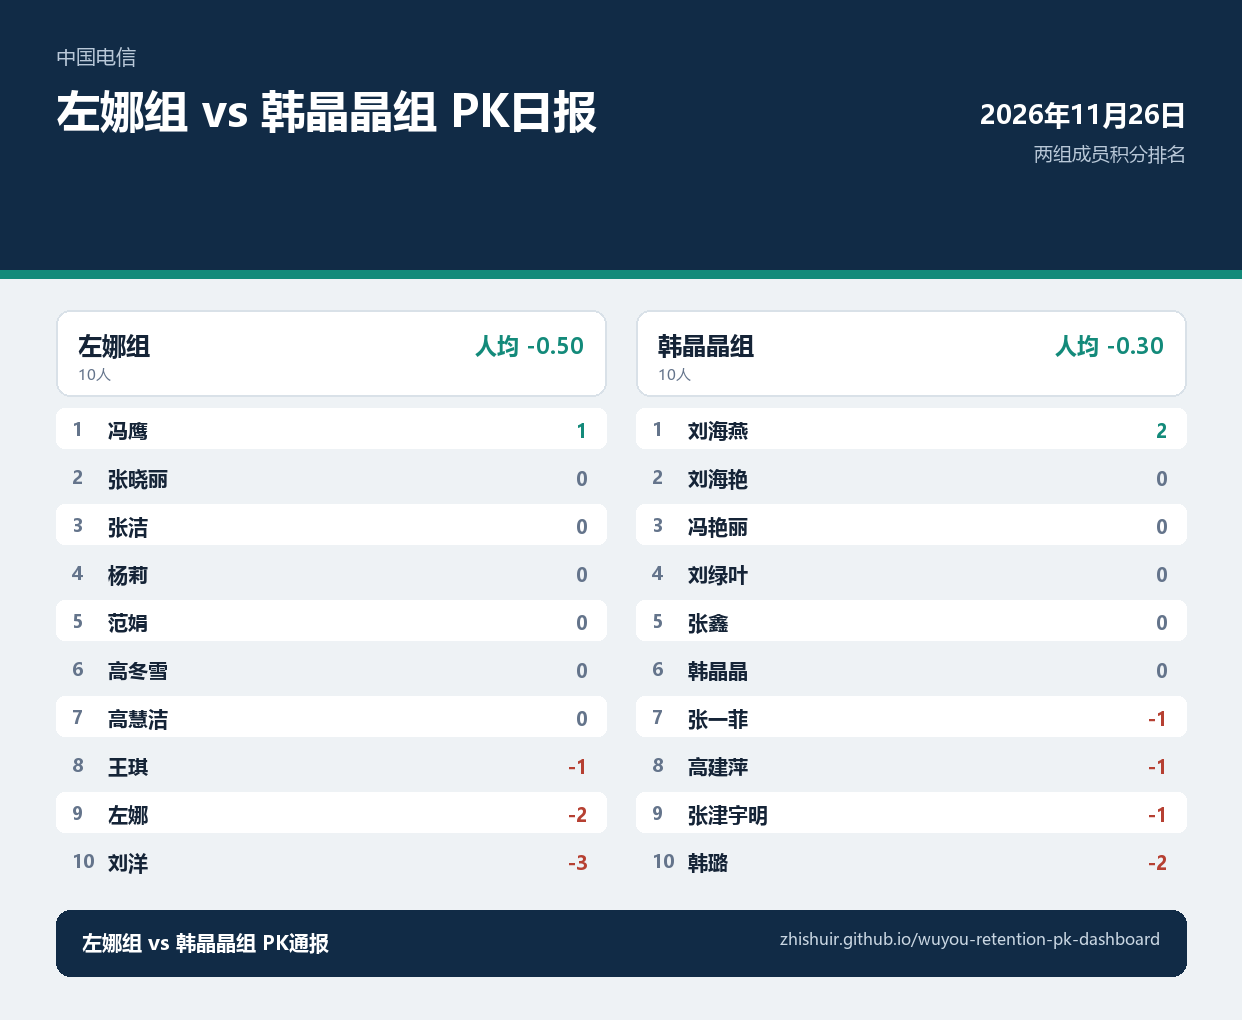 中国电信
左娜组 vs 韩晶晶组 PK日报
2026年11月26日
两组成员积分排名
左娜组
人均 -0.50
10人
1 冯鹰 1
2 张晓丽 0
3 张洁 0
4 杨莉 0
5 范娟 0
6 高冬雪 0
7 高慧洁 0
8 王琪 -1
9 左娜 -2
10 刘洋 -3
韩晶晶组
人均 -0.30
10人
1 刘海燕 2
2 刘海艳 0
3 冯艳丽 0
4 刘绿叶 0
5 张鑫 0
6 韩晶晶 0
7 张一菲 -1
8 高建萍 -1
9 张津宇明 -1
10 韩璐 -2
左娜组 vs 韩晶晶组 PK通报
zhishuir.github.io/wuyou-retention-pk-dashboard